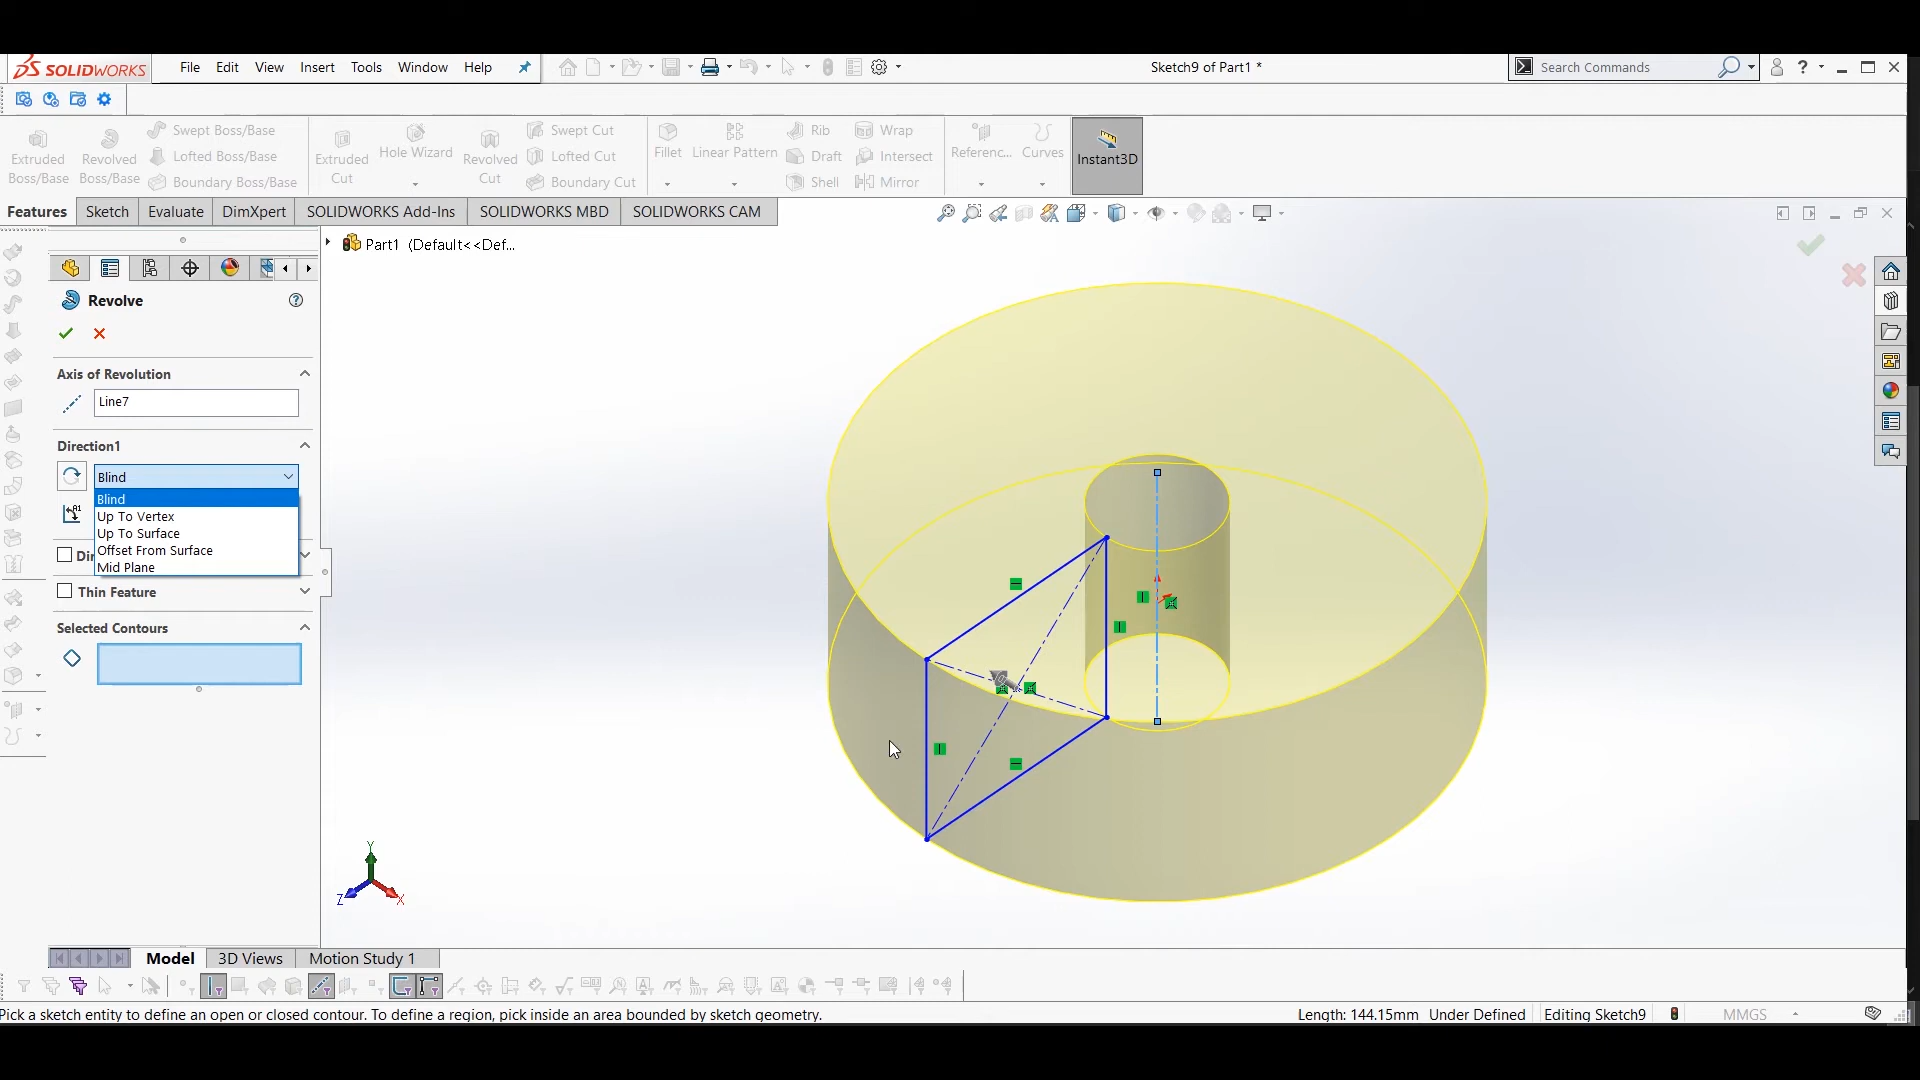 SOLIDWORKS
File Edit View Insert Tools Window Help
Sketch9 of Part1 *
Search Commands
?
Extruded Boss/Base
Revolved Boss/Base
Swept Boss/Base
Lofted Boss/Base
Boundary Boss/Base
Extruded Cut
Hole Wizard
Revolved Cut
Swept Cut
Lofted Cut
Boundary Cut
Fillet
Linear Pattern
Rib
Draft
Shell
Wrap
Intersect
Mirror
Referenc...
Curves
Instant3D
Features Sketch Evaluate DimXpert SOLIDWORKS Add-Ins SOLIDWORKS MBD SOLIDWORKS CAM
Part1 (Default<<Def...
Revolve
?
Axis of Revolution
Line7
Direction1
Blind
Blind
Up To Vertex
Up To Surface
Offset From Surface
Mid Plane
Thin Feature
Selected Contours
Y
Z
X
Model 3D Views Motion Study 1
Pick a sketch entity to define an open or closed contour. To define a region, pick inside an area bounded by sketch geometry.
Length: 144.15mm Under Defined Editing Sketch9 MMGS